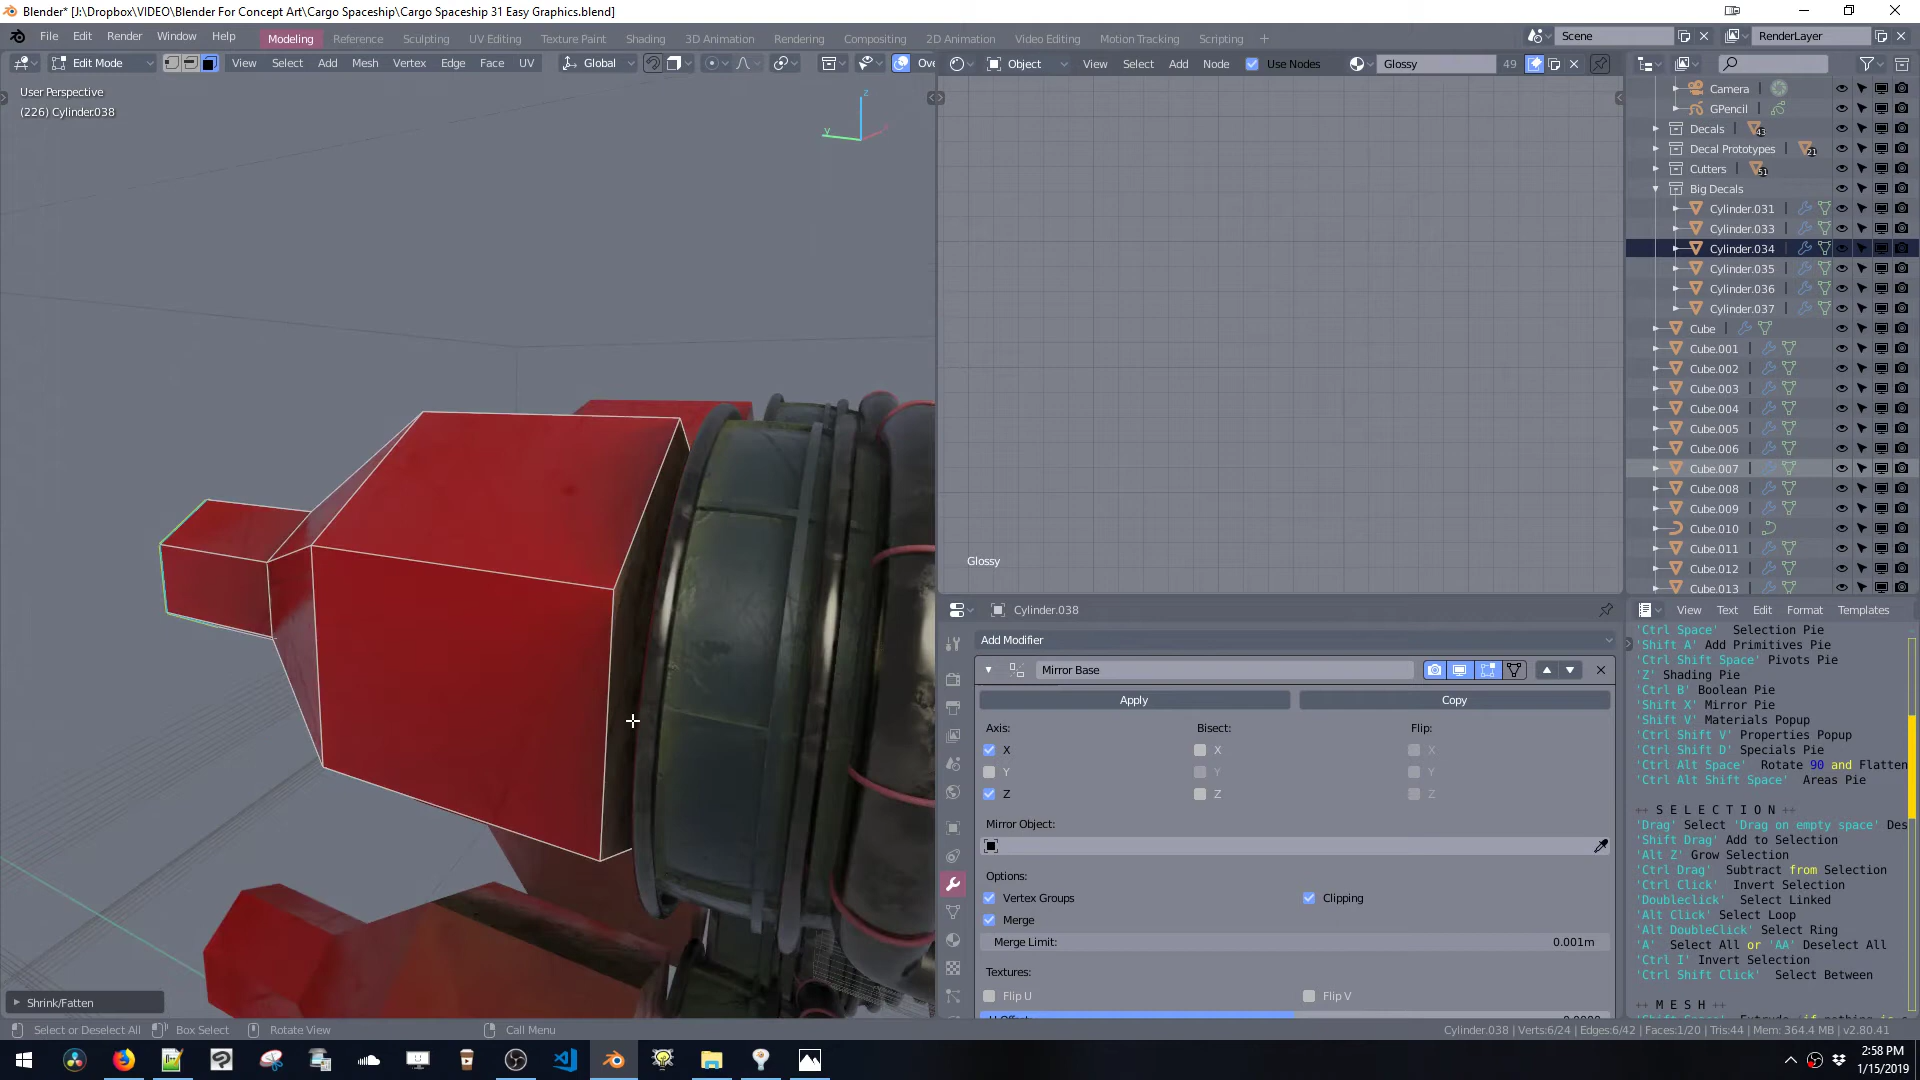 Blender* [J:\Dropbox\VIDEO\Blender For Concept Art\Cargo Spaceship\Cargo Spaceship 31 Easy Graphics.blend]
File Edit Render Window Help Modeling Reference Sculpting UV Editing Texture Paint Shading 3D Animation Rendering Compositing 2D Animation Video Editing Motion Tracking Scripting Scene RenderLayer
Edit Mode View Select Add Mesh Vertex Edge Face UV Global Ove Object View Select Add Node Use Nodes Glossy 49
User Perspective
(226) Cylinder.038
z
y
Glossy
Camera
GPencil
Decals 43
Decal Prototypes 21
Cutters 51
Big Decals
Cylinder.031
Cylinder.033
Cylinder.034
Cylinder.035
Cylinder.036
Cylinder.037
Cube
Cube.001
Cube.002
Cube.003
Cube.004
Cube.005
Cube.006
Cube.007
Cube.008
Cube.009
Cube.010
Cube.011
Cube.012
Cube.013
Cylinder.038
Add Modifier
Mirror Base
Apply Copy
Axis: Bisect: Flip:
X X X
Y Y Y
Z Z Z
Mirror Object:
Options:
Vertex Groups Clipping
Merge
Merge Limit: 0.001m
Textures:
Flip U Flip V
View Text Edit Format Templates
'Ctrl Space' Selection Pie
'Shift A' Add Primitives Pie
'Ctrl Shift Space' Pivots Pie
'Z' Shading Pie
'Ctrl B' Boolean Pie
'Shift X' Mirror Pie
'Shift V' Materials Popup
'Ctrl Shift V' Properties Popup
'Ctrl Shift D' Specials Pie
'Ctrl Alt Space' Rotate 90 and Flatten
'Ctrl Alt Shift Space' Areas Pie
++ S E L E C T I O N ++
'Drag' Select 'Drag on empty space' Des
'Shift Drag' Add to Selection
'Alt Z' Grow Selection
'Ctrl Drag' Subtract from Selection
'Ctrl Click' Invert Selection
'Doubleclick' Select Linked
'Alt Click' Select Loop
'Alt DoubleClick' Select Ring
'A' Select All or 'AA' Deselect All
'Ctrl I' Invert Selection
'Ctrl Shift Click' Select Between
++ M E S H ++
Shrink/Fatten
Select or Deselect All Box Select Rotate View Call Menu
Cylinder.038 | Verts:6/24 | Edges:6/42 | Faces:1/20 | Tris:44 | Mem: 364.4 MB | v2.80.41
2:58 PM
1/15/2019